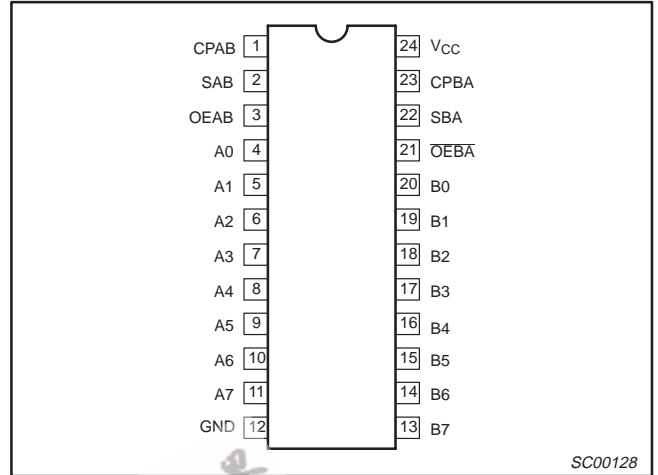 CPAB 1 24 VCC
SAB 2 23 CPBA
OEAB 3 22 SBA
A0 4 21 OEBA
A1 5 20 B0
A2 6 19 B1
A3 7 18 B2
A4 8 17 B3
A5 9 16 B4
A6 10 15 B5
A7 11 14 B6
GND 12 13 B7
SC00128